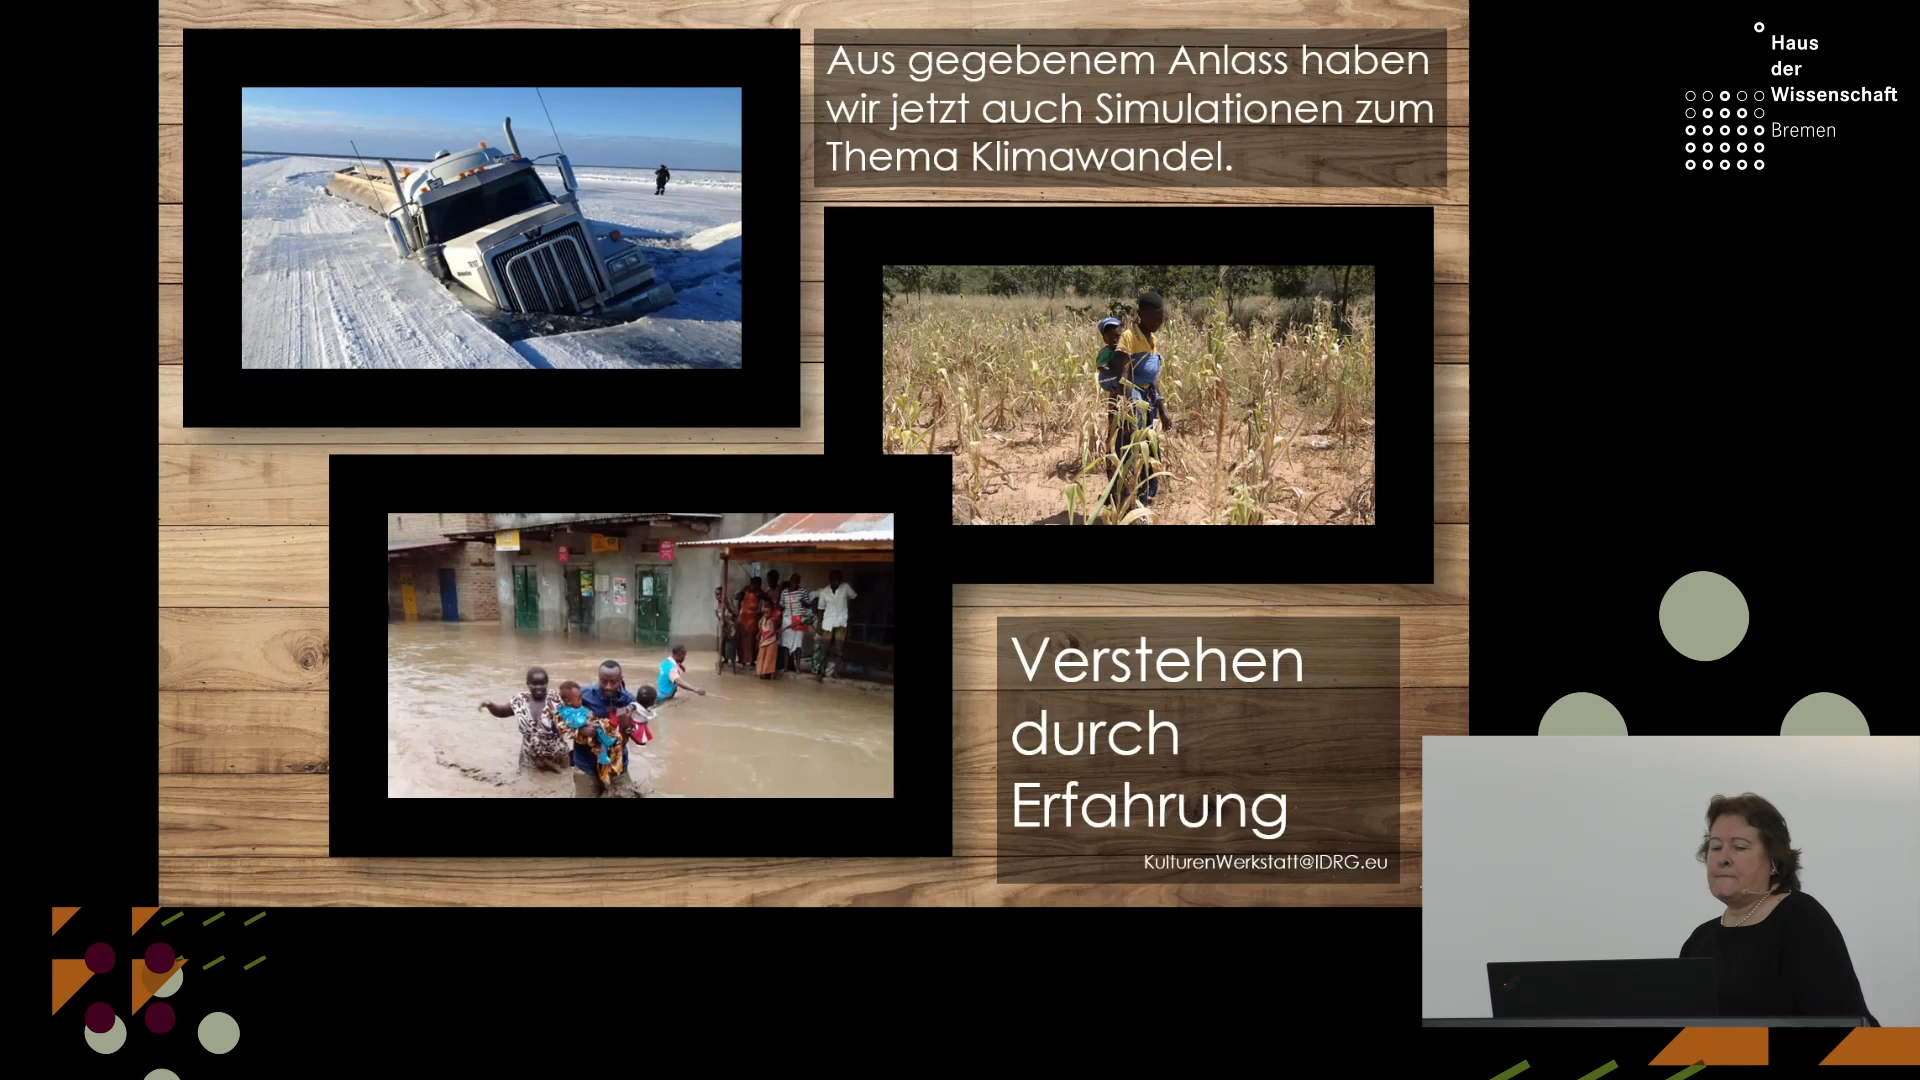 Aus gegebenem Anlass haben
wir jetzt auch Simulationen zum
Thema Klimawandel.
Verstehen
durch
Erfahrung
KulturenWerkstatt@IDRG.eu
Haus
der
Wissenschaft
Bremen